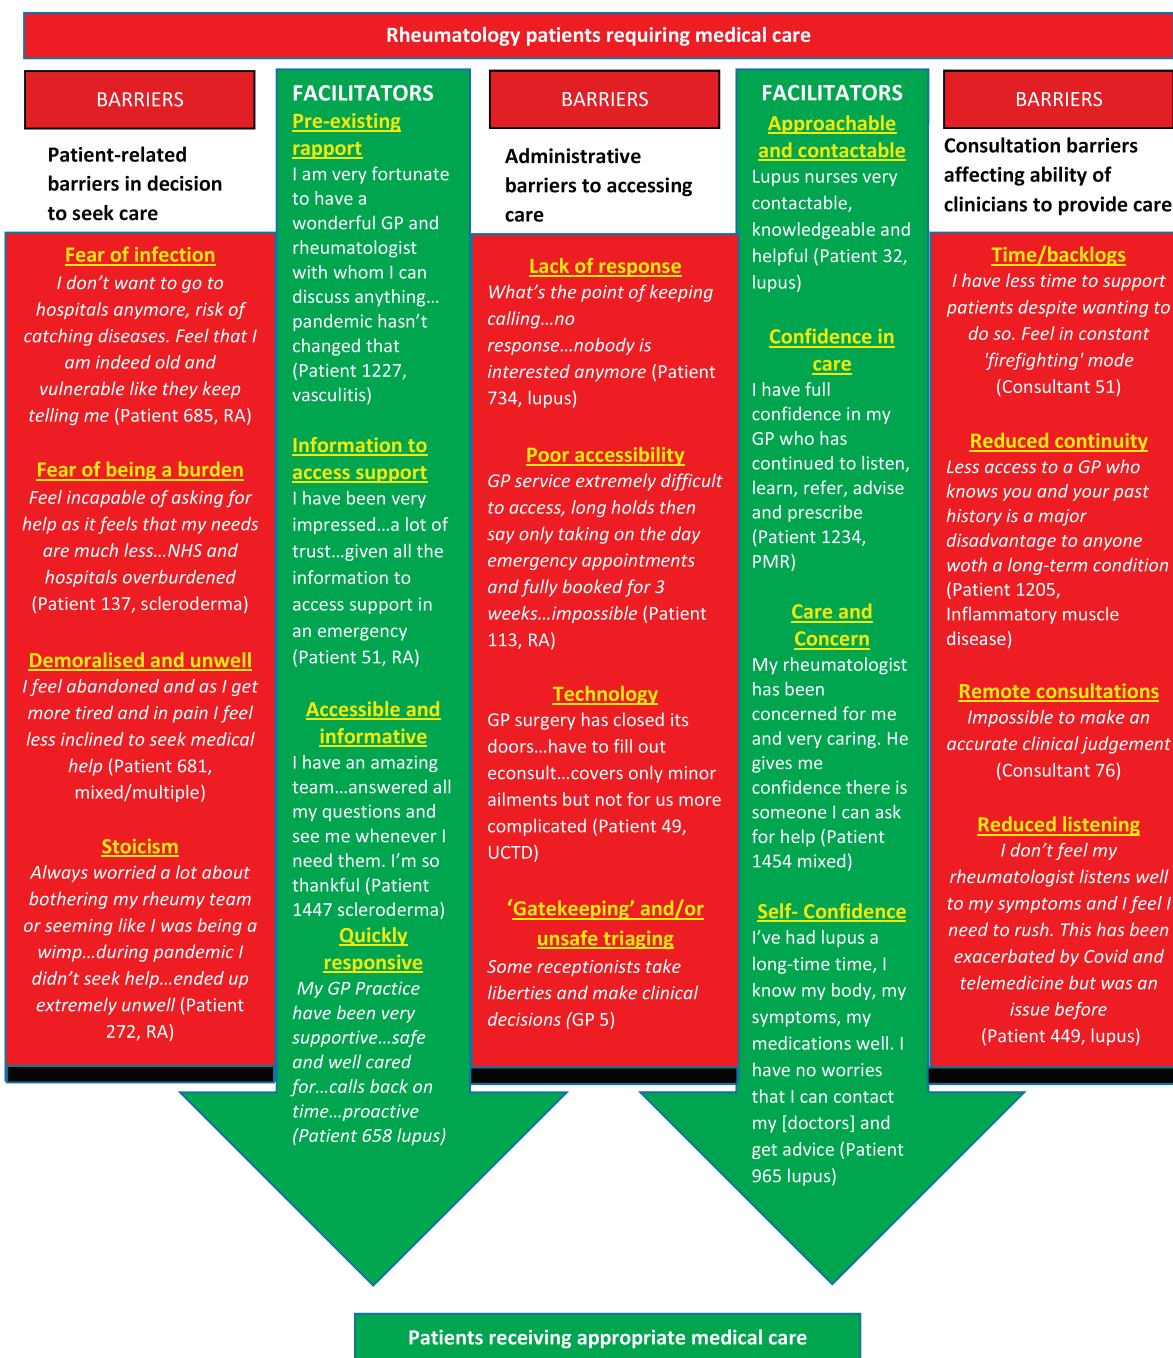 Rheumatology patients requiring medical care
BARRIERS
Patient-related
barriers in decision
to seek care
Fear of infection
I don’t want to go to
hospitals anymore, risk of
catching diseases. Feel that I
am indeed old and
vulnerable like they keep
telling me (Patient 685, RA)
Fear of being a burden
Feel incapable of asking for
help as it feels that my needs
are much less…NHS and
hospitals overburdened
(Patient 137, scleroderma)
Demoralised and unwell
I feel abandoned and as I get
more tired and in pain I feel
less inclined to seek medical
help (Patient 681,
mixed/multiple)
Stoicism
Always worried a lot about
bothering my rheumy team
or seeming like I was being a
wimp…during pandemic I
didn’t seek help…ended up
extremely unwell (Patient
272, RA)
FACILITATORS
Pre-existing
rapport
I am very fortunate
to have a
wonderful GP and
rheumatologist
with whom I can
discuss anything…
pandemic hasn’t
changed that
(Patient 1227,
vasculitis)
Information to
access support
I have been very
impressed…a lot of
trust…given all the
information to
access support in
an emergency
(Patient 51, RA)
Accessible and
informative
I have an amazing
team…answered all
my questions and
see me whenever I
need them. I’m so
thankful (Patient
1447 scleroderma)
Quickly
responsive
My GP Practice
have been very
supportive…safe
and well cared
for…calls back on
time…proactive
(Patient 658 lupus)
BARRIERS
Administrative
barriers to accessing
care
Lack of response
What’s the point of keeping
calling…no
response…nobody is
interested anymore (Patient
734, lupus)
Poor accessibility
GP service extremely difficult
to access, long holds then
say only taking on the day
emergency appointments
and fully booked for 3
weeks…impossible (Patient
113, RA)
Technology
GP surgery has closed its
doors…have to fill out
econsult…covers only minor
ailments but not for us more
complicated (Patient 49,
UCTD)
‘Gatekeeping’ and/or
unsafe triaging
Some receptionists take
liberties and make clinical
decisions (GP 5)
FACILITATORS
Approachable
and contactable
Lupus nurses very
contactable,
knowledgeable and
helpful (Patient 32,
lupus)
Confidence in
care
I have full
confidence in my
GP who has
continued to listen,
learn, refer, advise
and prescribe
(Patient 1234,
PMR)
Care and
Concern
My rheumatologist
has been
concerned for me
and very caring. He
gives me
confidence there is
someone I can ask
for help (Patient
1454 mixed)
Self- Confidence
I’ve had lupus a
long-time time, I
know my body, my
symptoms, my
medications well. I
have no worries
that I can contact
my [doctors] and
get advice (Patient
965 lupus)
BARRIERS
Consultation barriers
affecting ability of
clinicians to provide care
Time/backlogs
I have less time to support
patients despite wanting to
do so. Feel in constant
'firefighting' mode
(Consultant 51)
Reduced continuity
Less access to a GP who
knows you and your past
history is a major
disadvantage to anyone
woth a long-term condition
(Patient 1205,
Inflammatory muscle
disease)
Remote consultations
Impossible to make an
accurate clinical judgement
(Consultant 76)
Reduced listening
I don’t feel my
rheumatologist listens well
to my symptoms and I feel I
need to rush. This has been
exacerbated by Covid and
telemedicine but was an
issue before
(Patient 449, lupus)
Patients receiving appropriate medical care